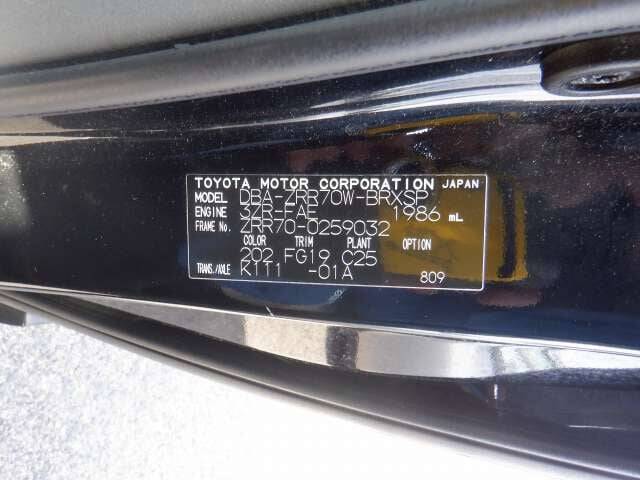 TOYOTA MOTOR CORPORATION JAPAN
MODEL DBA-ZRR70W-BRXSP
ENGINE 3ZR-FAE 1986 mL
FRAME No. ZRR70-0259032
COLOR TRIM PLANT OPTION
202 FG19 C25
TRANS./AXLE K111 -01A 809